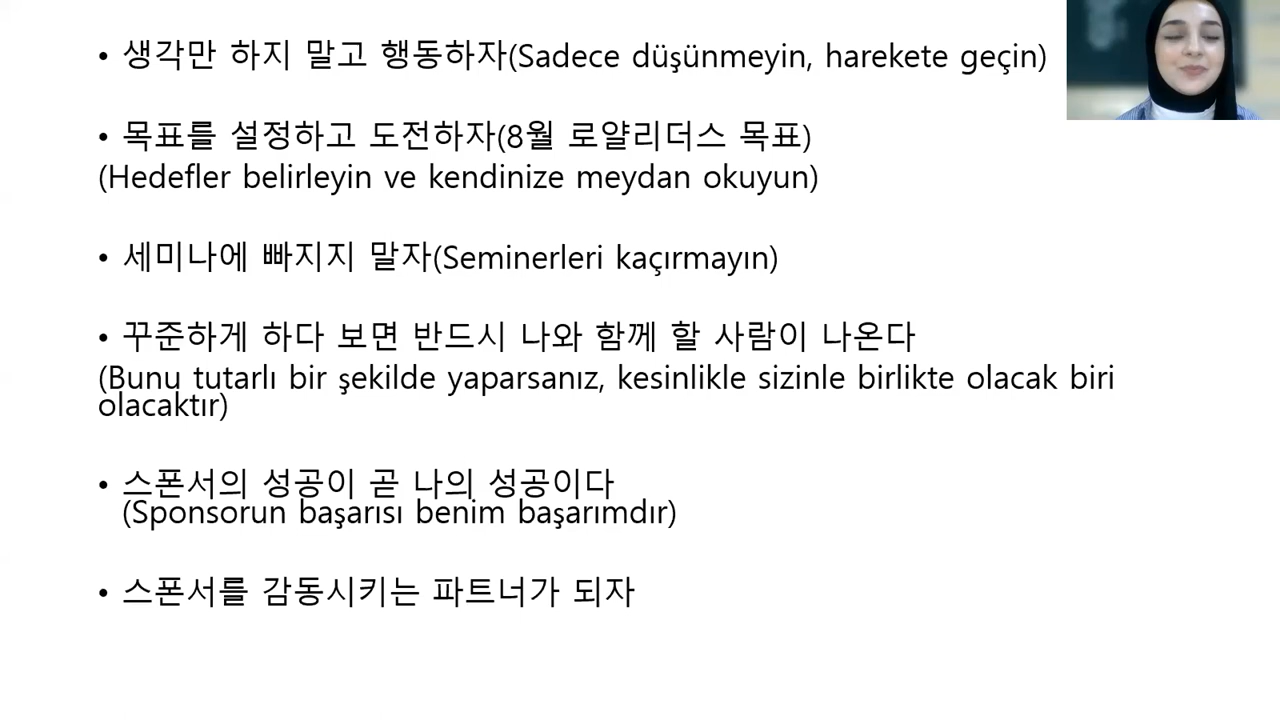 • 생각만 하지 말고 행동하자(Sadece düşünmeyin, harekete geçin)
• 목표를 설정하고 도전하자(8월 로얄리더스 목표)
(Hedefler belirleyin ve kendinize meydan okuyun)
• 세미나에 빠지지 말자(Seminerleri kaçırmayın)
• 꾸준하게 하다 보면 반드시 나와 함께 할 사람이 나온다
(Bunu tutarlı bir şekilde yaparsanız, kesinlikle sizinle birlikte olacak biri
olacaktır)
• 스폰서의 성공이 곧 나의 성공이다
(Sponsorun başarısı benim başarımdır)
• 스폰서를 감동시키는 파트너가 되자